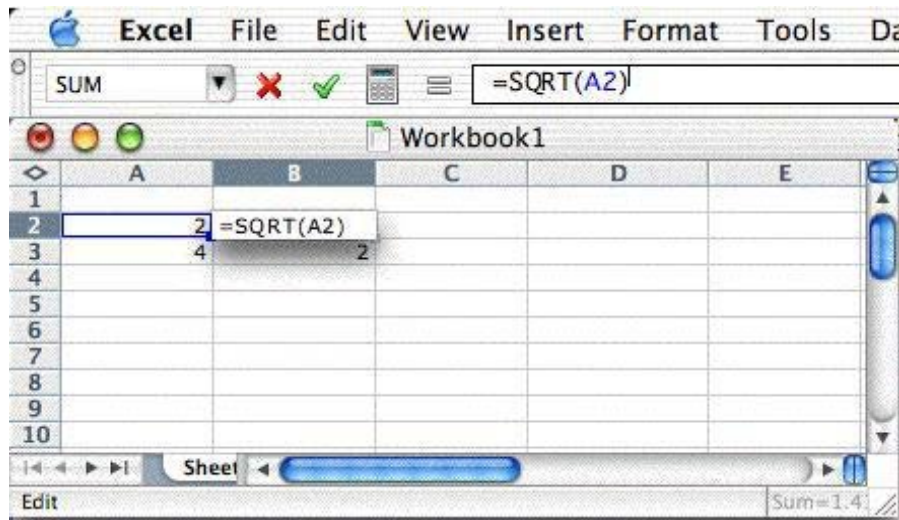 Excel File Edit View Insert Format Tools
SUM =SQRT(A2)
Workbook1
A B C D E
1
2 2 =SQRT(A2)
3 4 2
4
5
6
7
8
9
10
Edit